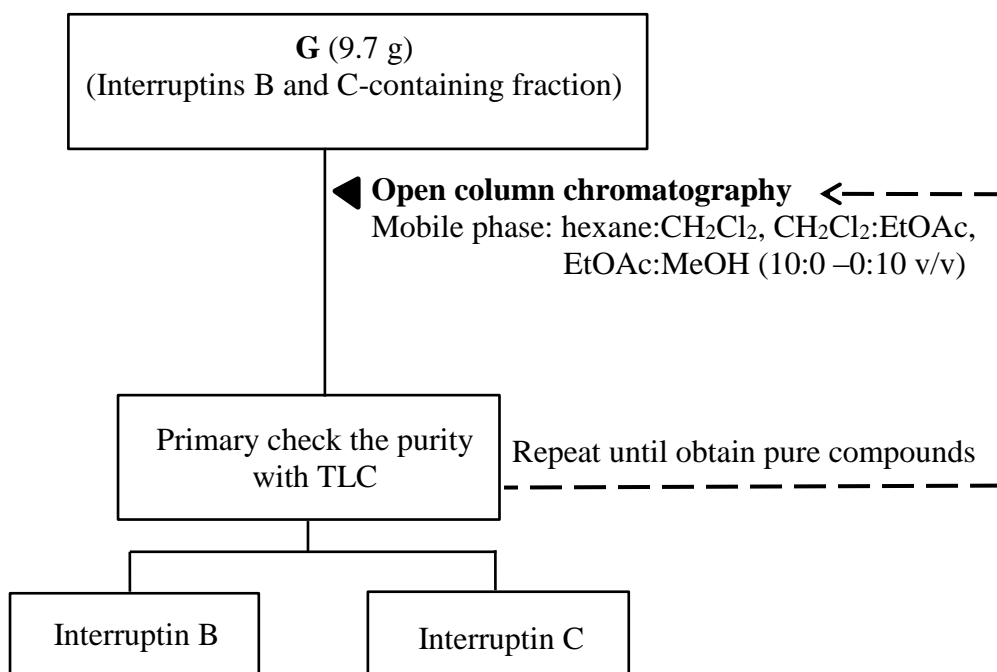 G (9.7 g)
(Interruptins B and C-containing fraction)
Open column chromatography
Mobile phase: hexane:CH₂Cl₂, CH₂Cl₂:EtOAc,
EtOAc:MeOH (10:0 –0:10 v/v)
Primary check the purity
with TLC
Repeat until obtain pure compounds
Interruptin B
Interruptin C